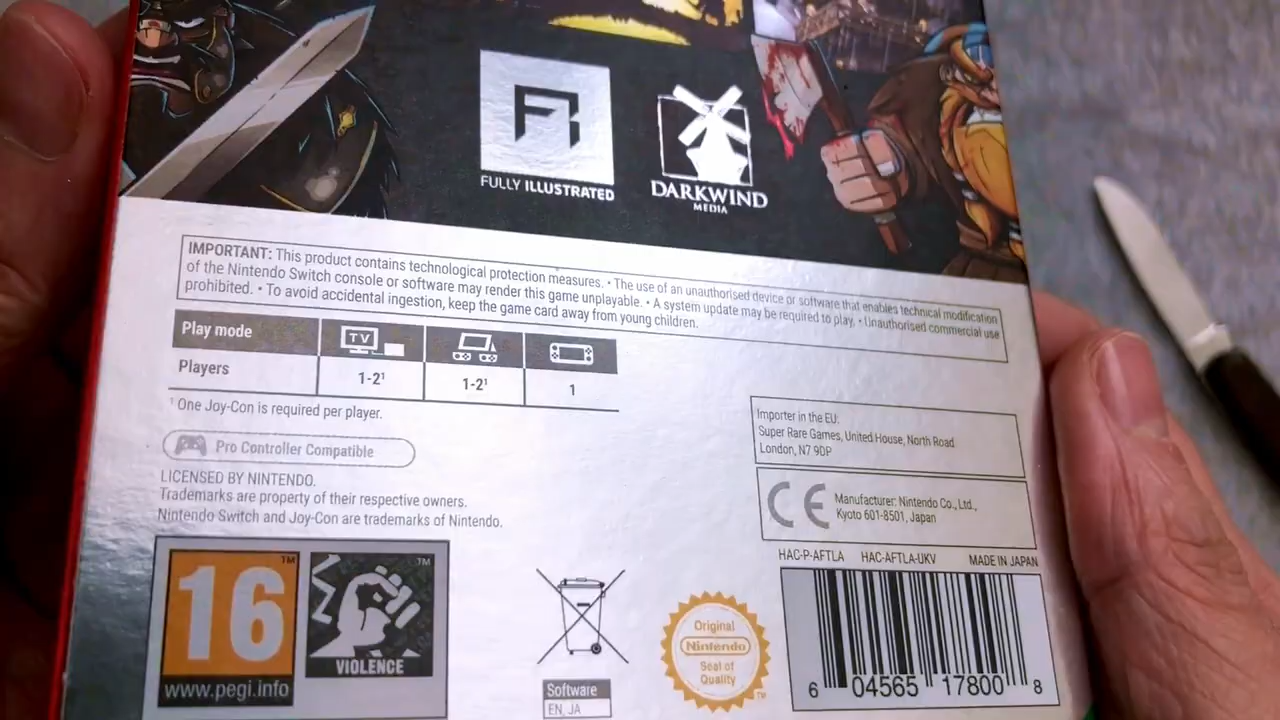 FULLY ILLUSTRATED
DARKWIND
MEDIA
IMPORTANT: This product contains technological protection measures. • The use of an unauthorised device or software that enables technical modification
of the Nintendo Switch console or software may render this game unplayable. • A system update may be required to play. • Unauthorised commercial use
prohibited. • To avoid accidental ingestion, keep the game card away from young children.
Play mode
TV
Players
1-2¹
1-2¹
1
¹ One Joy-Con is required per player.
Pro Controller Compatible
LICENSED BY NINTENDO.
Trademarks are property of their respective owners.
Nintendo Switch and Joy-Con are trademarks of Nintendo.
Importer in the EU:
Super Rare Games, United House, North Road
London, N7 9DP
CE
Manufacturer: Nintendo Co., Ltd.,
Kyoto 601-8501, Japan
HAC-P-AFTLA HAC-AFTLA-UKV MADE IN JAPAN
16 ™
www.pegi.info
™
VIOLENCE
Software
EN, JA
Original
Nintendo
Seal of
Quality
™
6 04565 17800 8